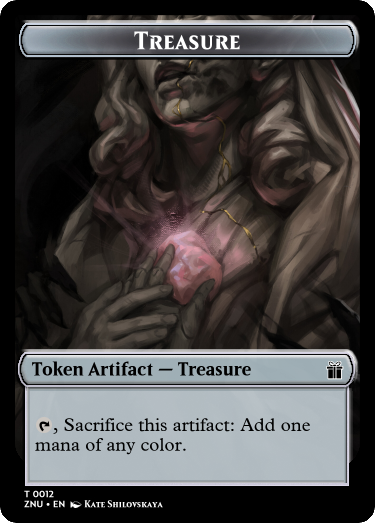 Treasure
Token Artifact — Treasure
, Sacrifice this artifact: Add one
mana of any color.
T 0012
ZNU • EN Kate Shilovskaya